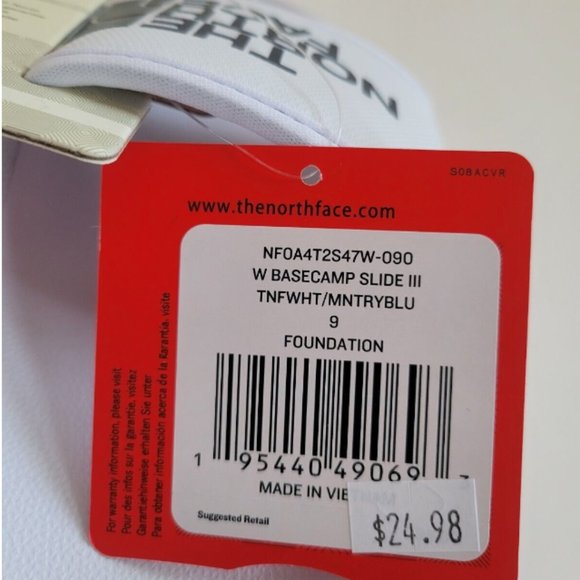 THE
NORTH
FACE
S08ACVR
www.thenorthface.com
NF0A4T2S47W-090
W BASECAMP SLIDE III
TNFWHT/MNTRYBLU
9
FOUNDATION
1 95440 49069
MADE IN VIETNAM
Suggested Retail
$24.98
For warranty information, please visit
Pour des infos sur la garantie, visitez
Garantiehinweise erhalten Sie unter
Para obtener información acerca de la garantía, visite